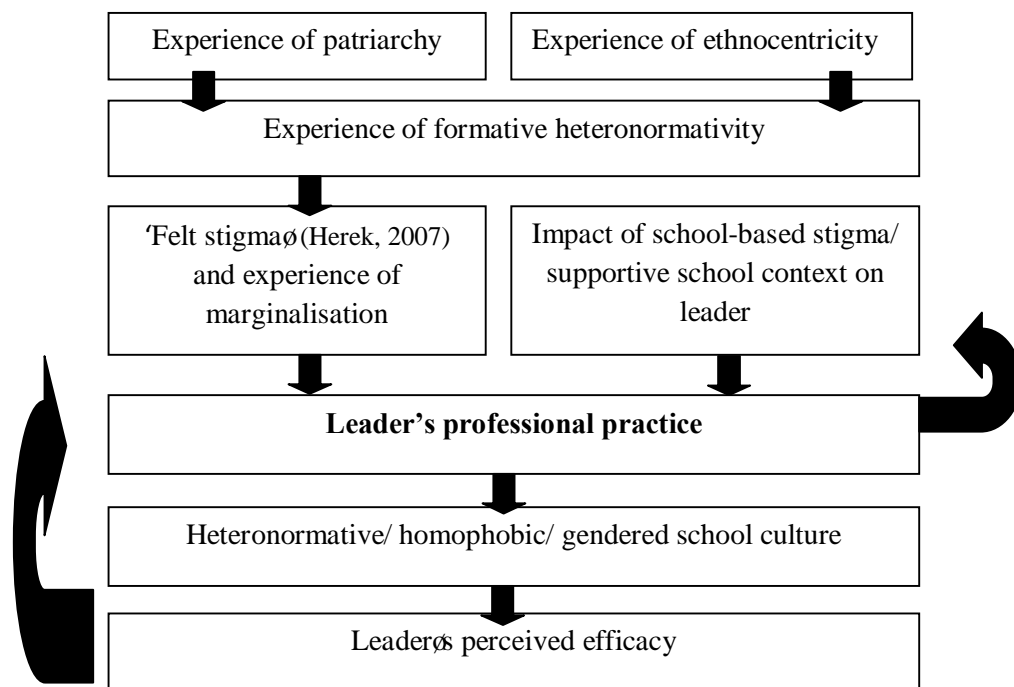 Experience of patriarchy
Experience of ethnocentricity
Experience of formative heteronormativity
‘Felt stigmaø (Herek, 2007)
and experience of
marginalisation
Impact of school-based stigma/
supportive school context on
leader
Leader’s professional practice
Heteronormative/ homophobic/ gendered school culture
Leaderøs perceived efficacy